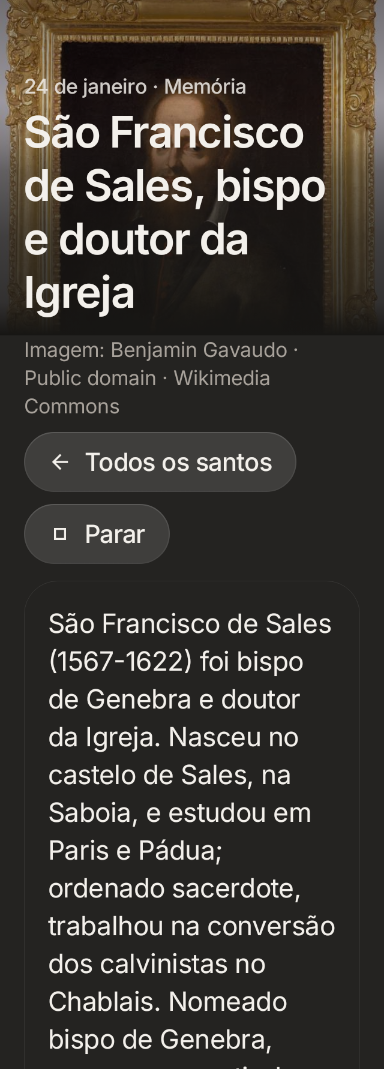 24 de janeiro · Memória
São Francisco
de Sales, bispo
e doutor da
Igreja
Imagem: Benjamin Gavaudo ·
Public domain · Wikimedia
Commons
← Todos os santos
Parar
São Francisco de Sales
(1567-1622) foi bispo
de Genebra e doutor
da Igreja. Nasceu no
castelo de Sales, na
Saboia, e estudou em
Paris e Pádua;
ordenado sacerdote,
trabalhou na conversão
dos calvinistas no
Chablais. Nomeado
bispo de Genebra,